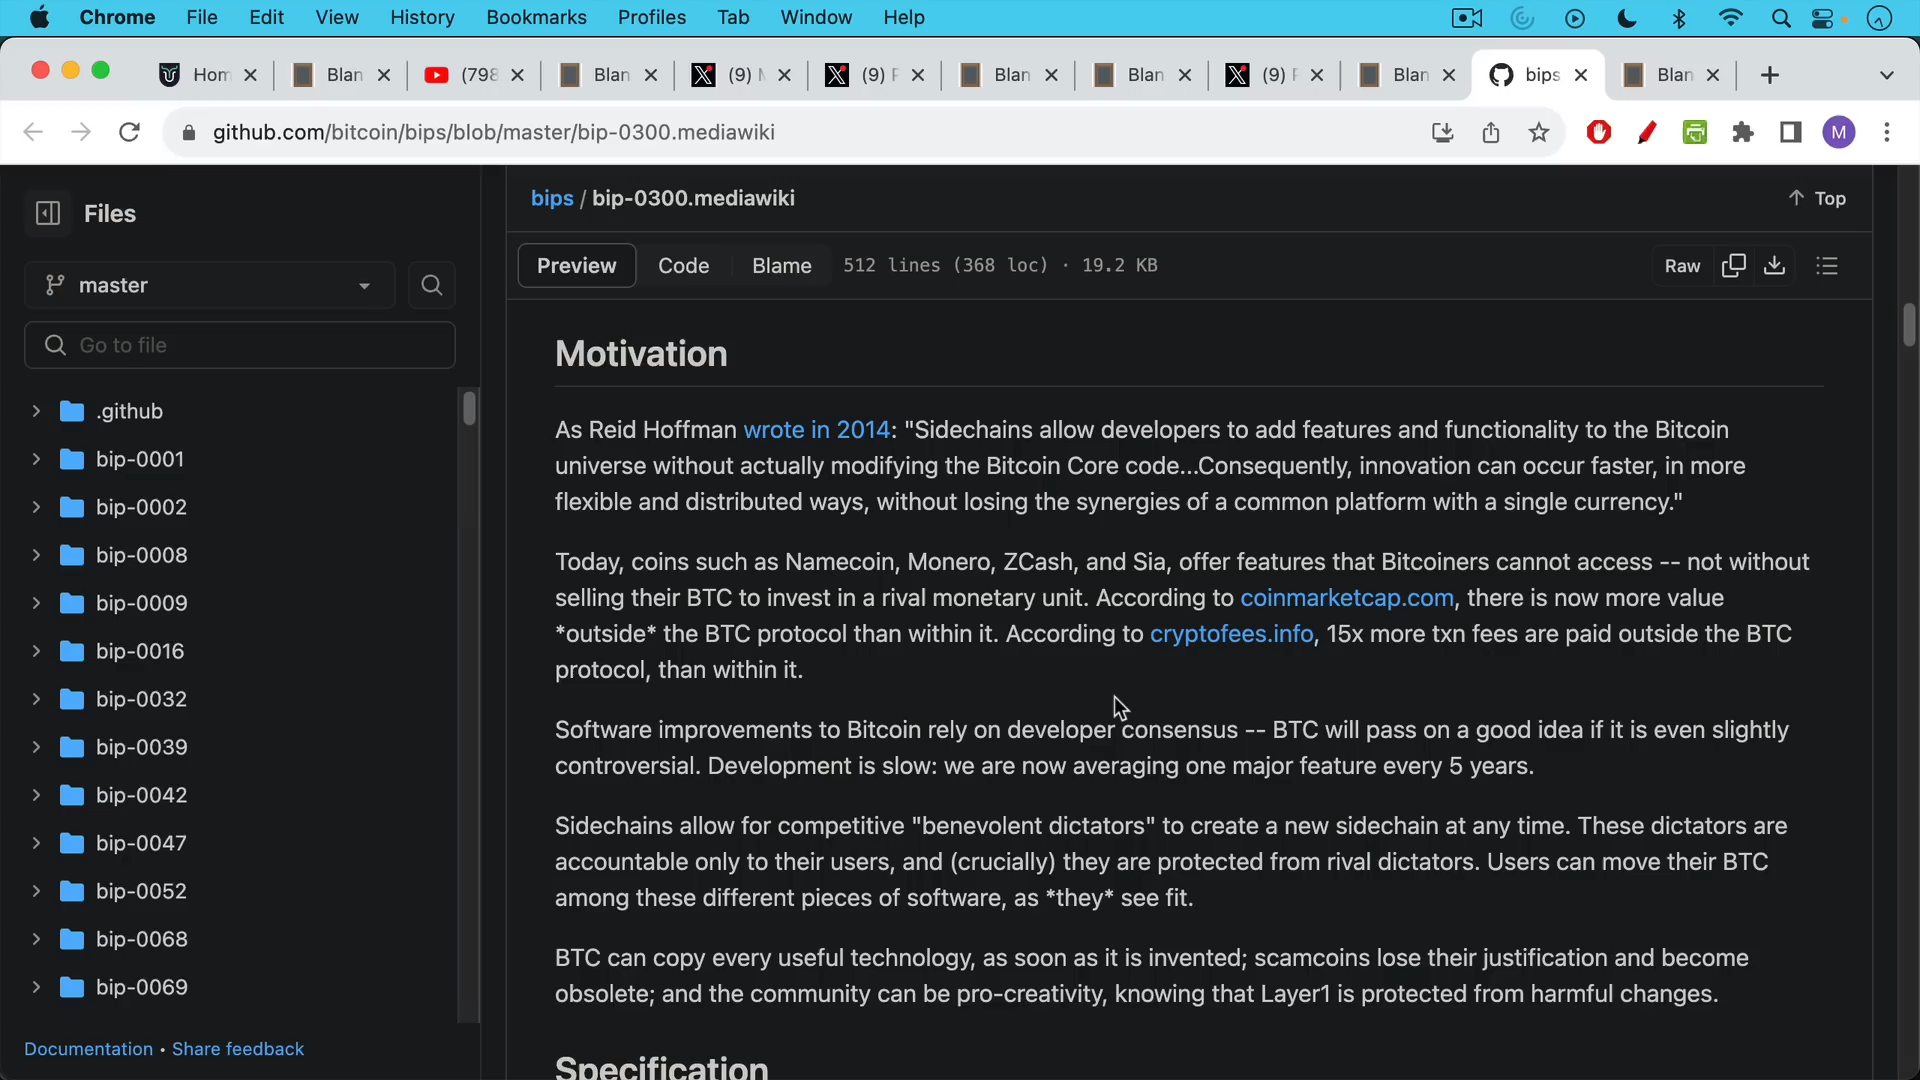 Chrome File Edit View History Bookmarks Profiles Tab Window Help
Hom Blan (798 Blan (9) (9) F Blan Blan (9) F Blan bips Blan
github.com/bitcoin/bips/blob/master/bip-0300.mediawiki M
Files
master
Go to file
.github
bip-0001
bip-0002
bip-0008
bip-0009
bip-0016
bip-0032
bip-0039
bip-0042
bip-0047
bip-0052
bip-0068
bip-0069
Documentation • Share feedback
bips / bip-0300.mediawiki Top
Preview Code Blame 512 lines (368 loc) · 19.2 KB Raw
Motivation
As Reid Hoffman wrote in 2014: "Sidechains allow developers to add features and functionality to the Bitcoin
universe without actually modifying the Bitcoin Core code...Consequently, innovation can occur faster, in more
flexible and distributed ways, without losing the synergies of a common platform with a single currency."
Today, coins such as Namecoin, Monero, ZCash, and Sia, offer features that Bitcoiners cannot access -- not without
selling their BTC to invest in a rival monetary unit. According to coinmarketcap.com, there is now more value
*outside* the BTC protocol than within it. According to cryptofees.info, 15x more txn fees are paid outside the BTC
protocol, than within it.
Software improvements to Bitcoin rely on developer consensus -- BTC will pass on a good idea if it is even slightly
controversial. Development is slow: we are now averaging one major feature every 5 years.
Sidechains allow for competitive "benevolent dictators" to create a new sidechain at any time. These dictators are
accountable only to their users, and (crucially) they are protected from rival dictators. Users can move their BTC
among these different pieces of software, as *they* see fit.
BTC can copy every useful technology, as soon as it is invented; scamcoins lose their justification and become
obsolete; and the community can be pro-creativity, knowing that Layer1 is protected from harmful changes.
Specification